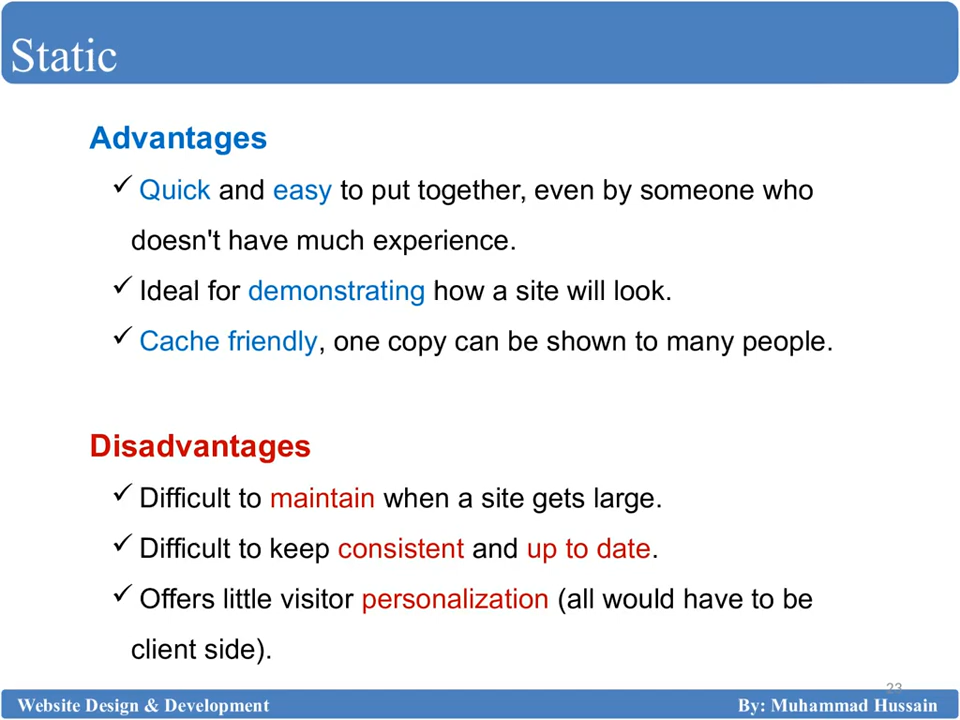 Static
Advantages
✓ Quick and easy to put together, even by someone who
doesn't have much experience.
✓ Ideal for demonstrating how a site will look.
✓ Cache friendly, one copy can be shown to many people.
Disadvantages
✓ Difficult to maintain when a site gets large.
✓ Difficult to keep consistent and up to date.
✓ Offers little visitor personalization (all would have to be
client side).
23
Website Design & Development By: Muhammad Hussain